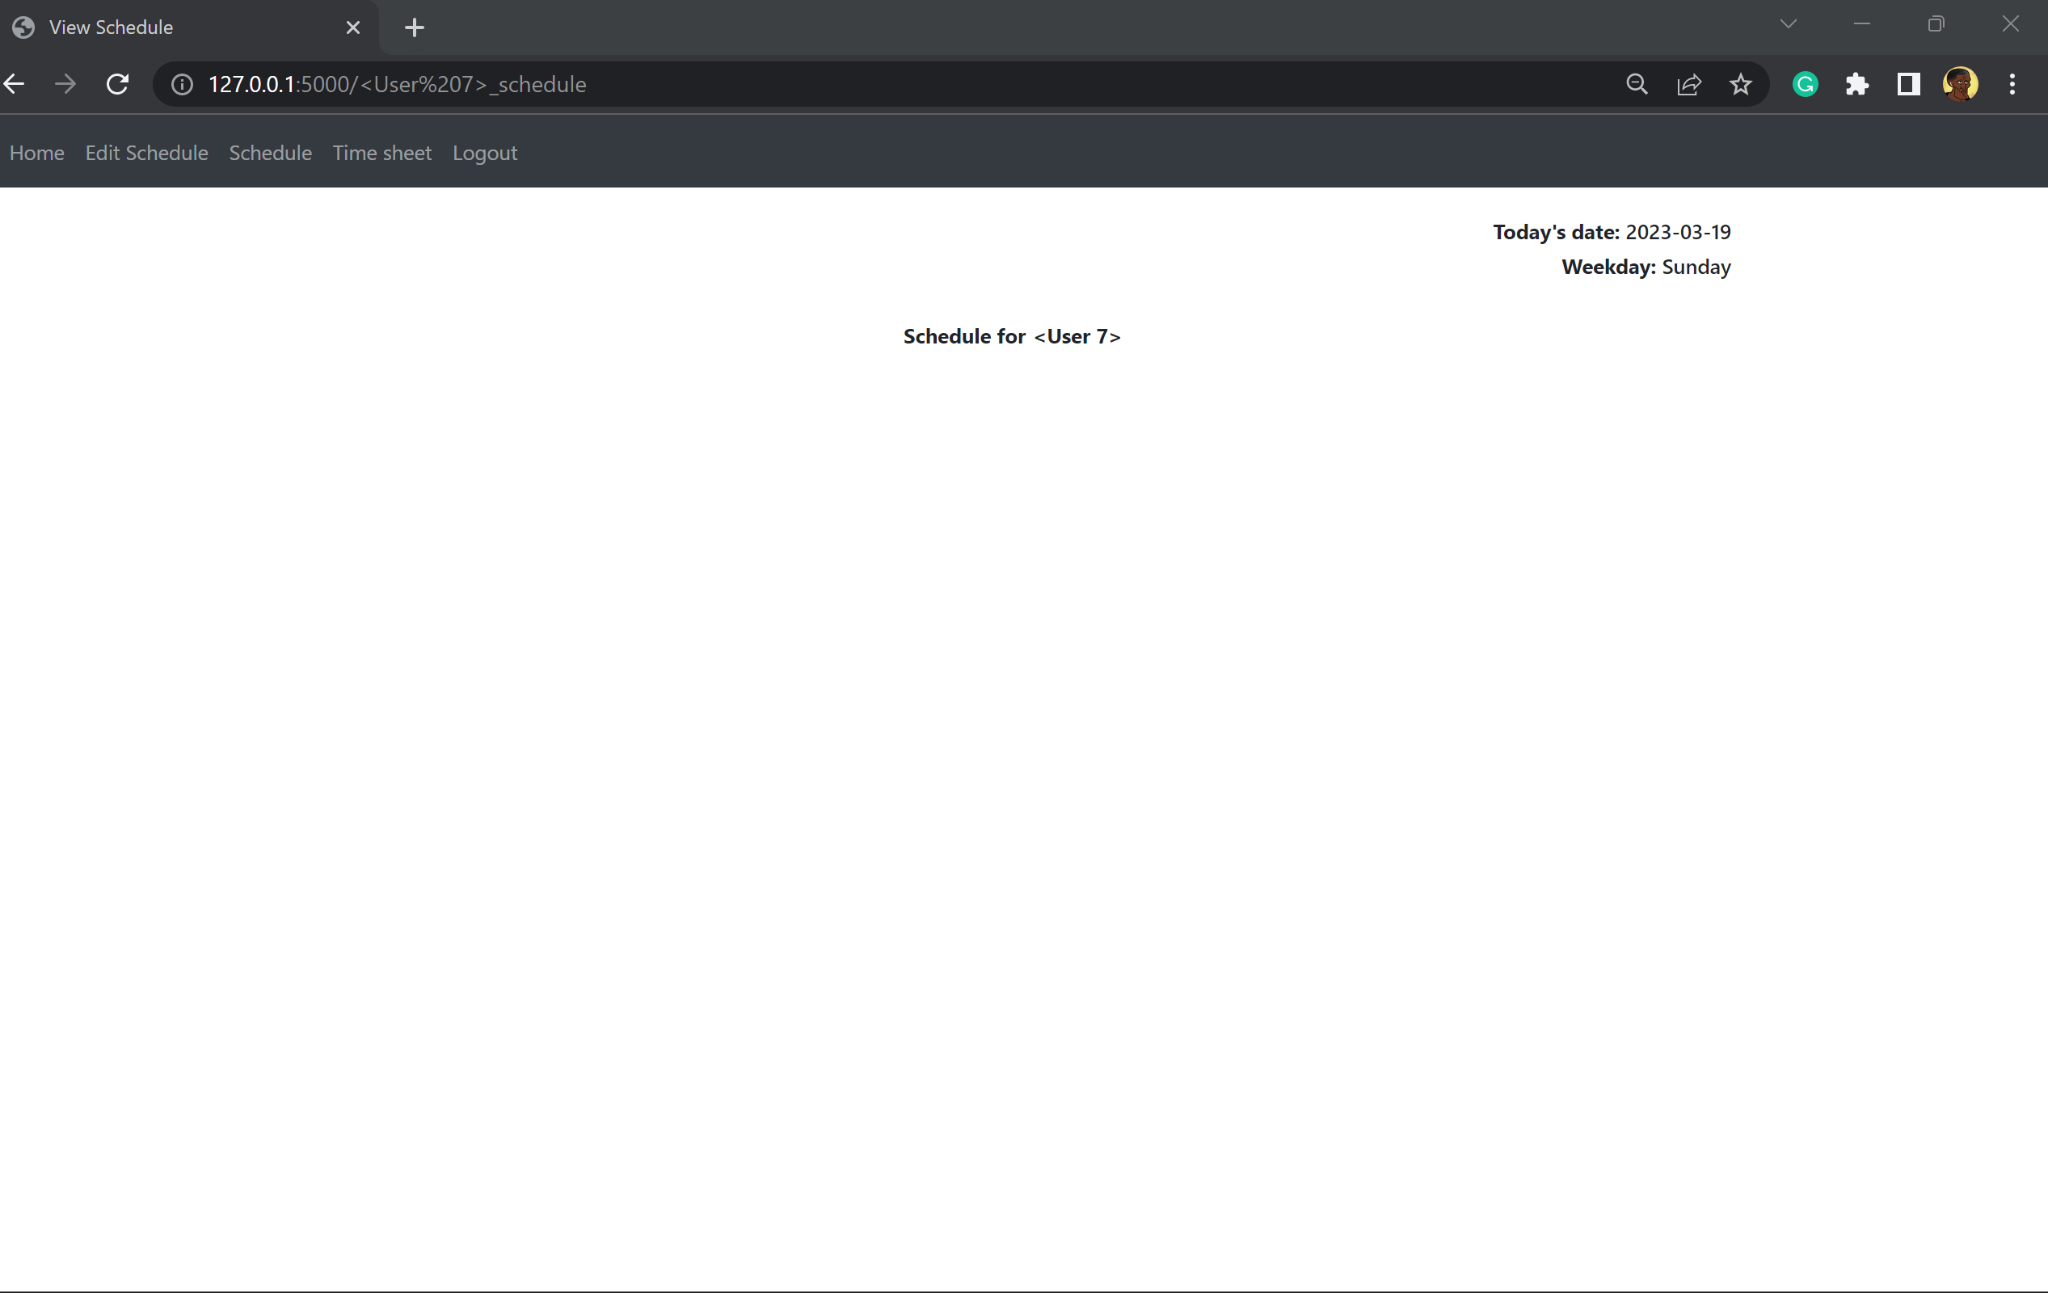 View Schedule
127.0.0.1:5000/<User%207>_schedule
Home Edit Schedule Schedule Time sheet Logout
Today's date: 2023-03-19
Weekday: Sunday
Schedule for <User 7>